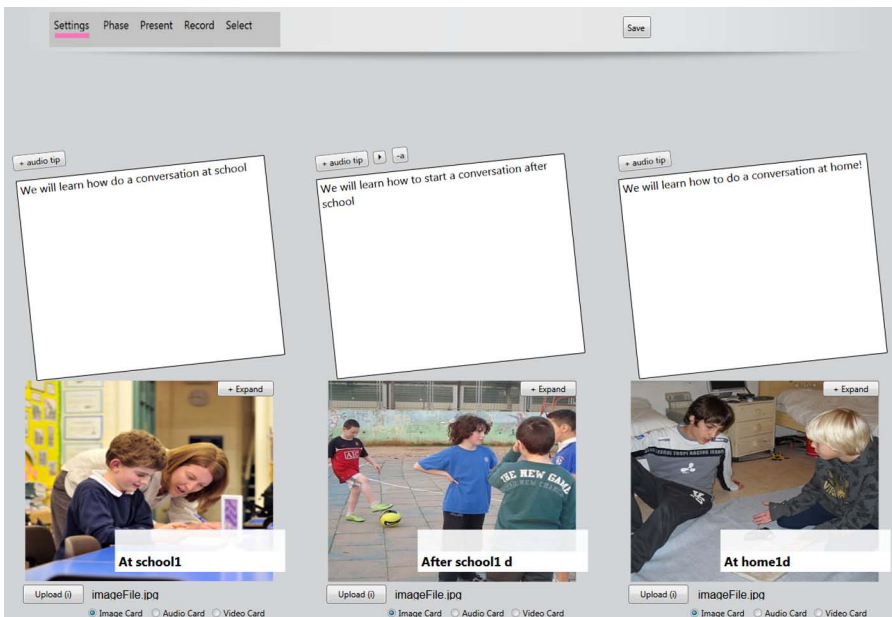 Settings Phase Present Record Select
Save
+ audio tip
We will learn how do a conversation at school
+ audio tip -a
We will learn how to start a conversation after
school
+ audio tip
We will learn how to do a conversation at home!
+ Expand
At school1
Upload (i) imageFile.jpg
Image Card Audio Card Video Card
+ Expand
THE NEW GAME
After school1 d
Upload (i) imageFile.jpg
Image Card Audio Card Video Card
+ Expand
At home1d
Upload (i) imageFile.jpg
Image Card Audio Card Video Card